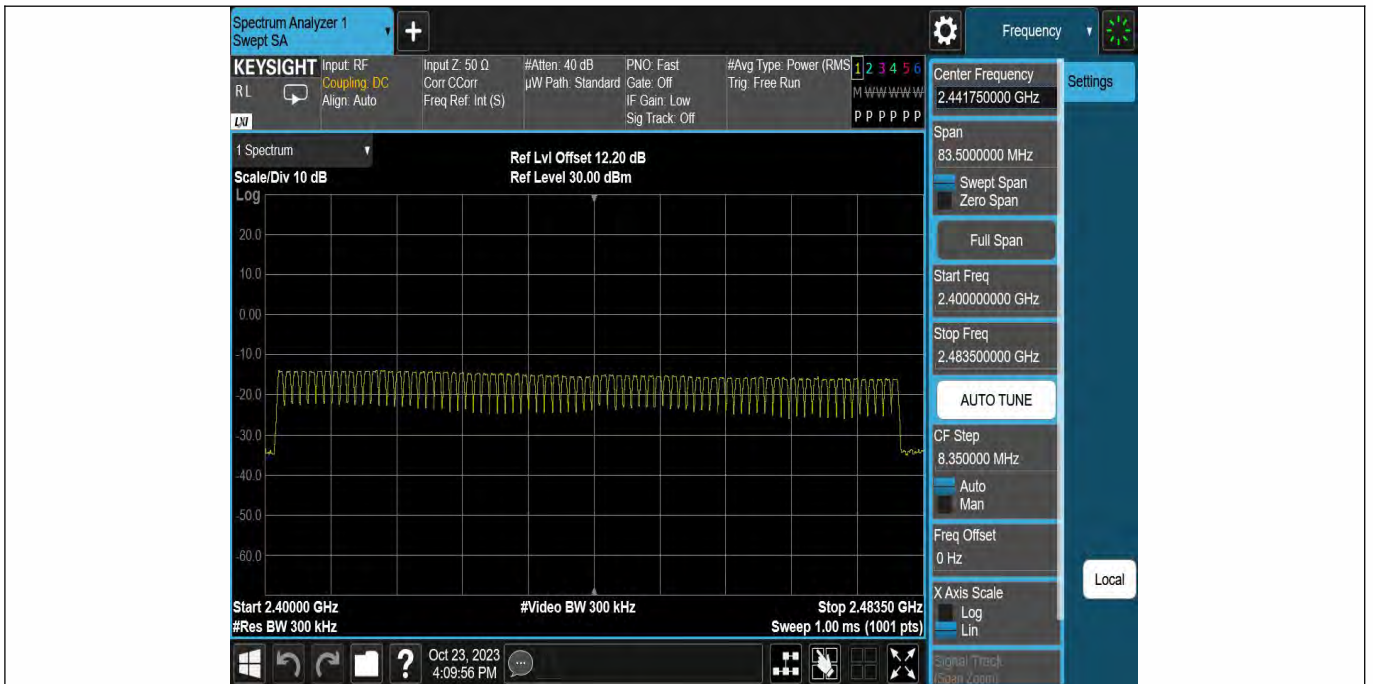 Spectrum Analyzer 1
Swept SA
+
Frequency
KEYSIGHT
RL
LXI
Input: RF
Coupling: DC
Align: Auto
Input Z: 50 Ω
Corr CCorr
Freq Ref: Int (S)
#Atten: 40 dB
µW Path: Standard
PNO: Fast
Gate: Off
IF Gain: Low
Sig Track: Off
#Avg Type: Power (RMS
Trig: Free Run
1 2 3 4 5 6
M W W W W W
P P P P P P
1 Spectrum
Scale/Div 10 dB
Ref Lvl Offset 12.20 dB
Ref Level 30.00 dBm
Log
20.0
10.0
0.00
-10.0
-20.0
-30.0
-40.0
-50.0
-60.0
Start 2.40000 GHz
#Res BW 300 kHz
#Video BW 300 kHz
Stop 2.48350 GHz
Sweep 1.00 ms (1001 pts)
Center Frequency
2.441750000 GHz
Settings
Span
83.5000000 MHz
Swept Span
Zero Span
Full Span
Start Freq
2.400000000 GHz
Stop Freq
2.483500000 GHz
AUTO TUNE
CF Step
8.350000 MHz
Auto
Man
Freq Offset
0 Hz
X Axis Scale
Log
Lin
Signal Track
(Span Zoom)
Local
?
Oct 23, 2023
4:09:56 PM